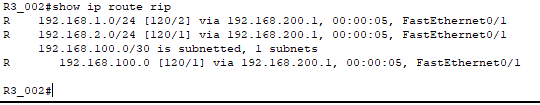 R3_002#show ip route rip
R    192.168.1.0/24 [120/2] via 192.168.200.1, 00:00:05, FastEthernet0/1
R    192.168.2.0/24 [120/1] via 192.168.200.1, 00:00:05, FastEthernet0/1
     192.168.100.0/30 is subnetted, 1 subnets
R       192.168.100.0 [120/1] via 192.168.200.1, 00:00:05, FastEthernet0/1
R3_002#